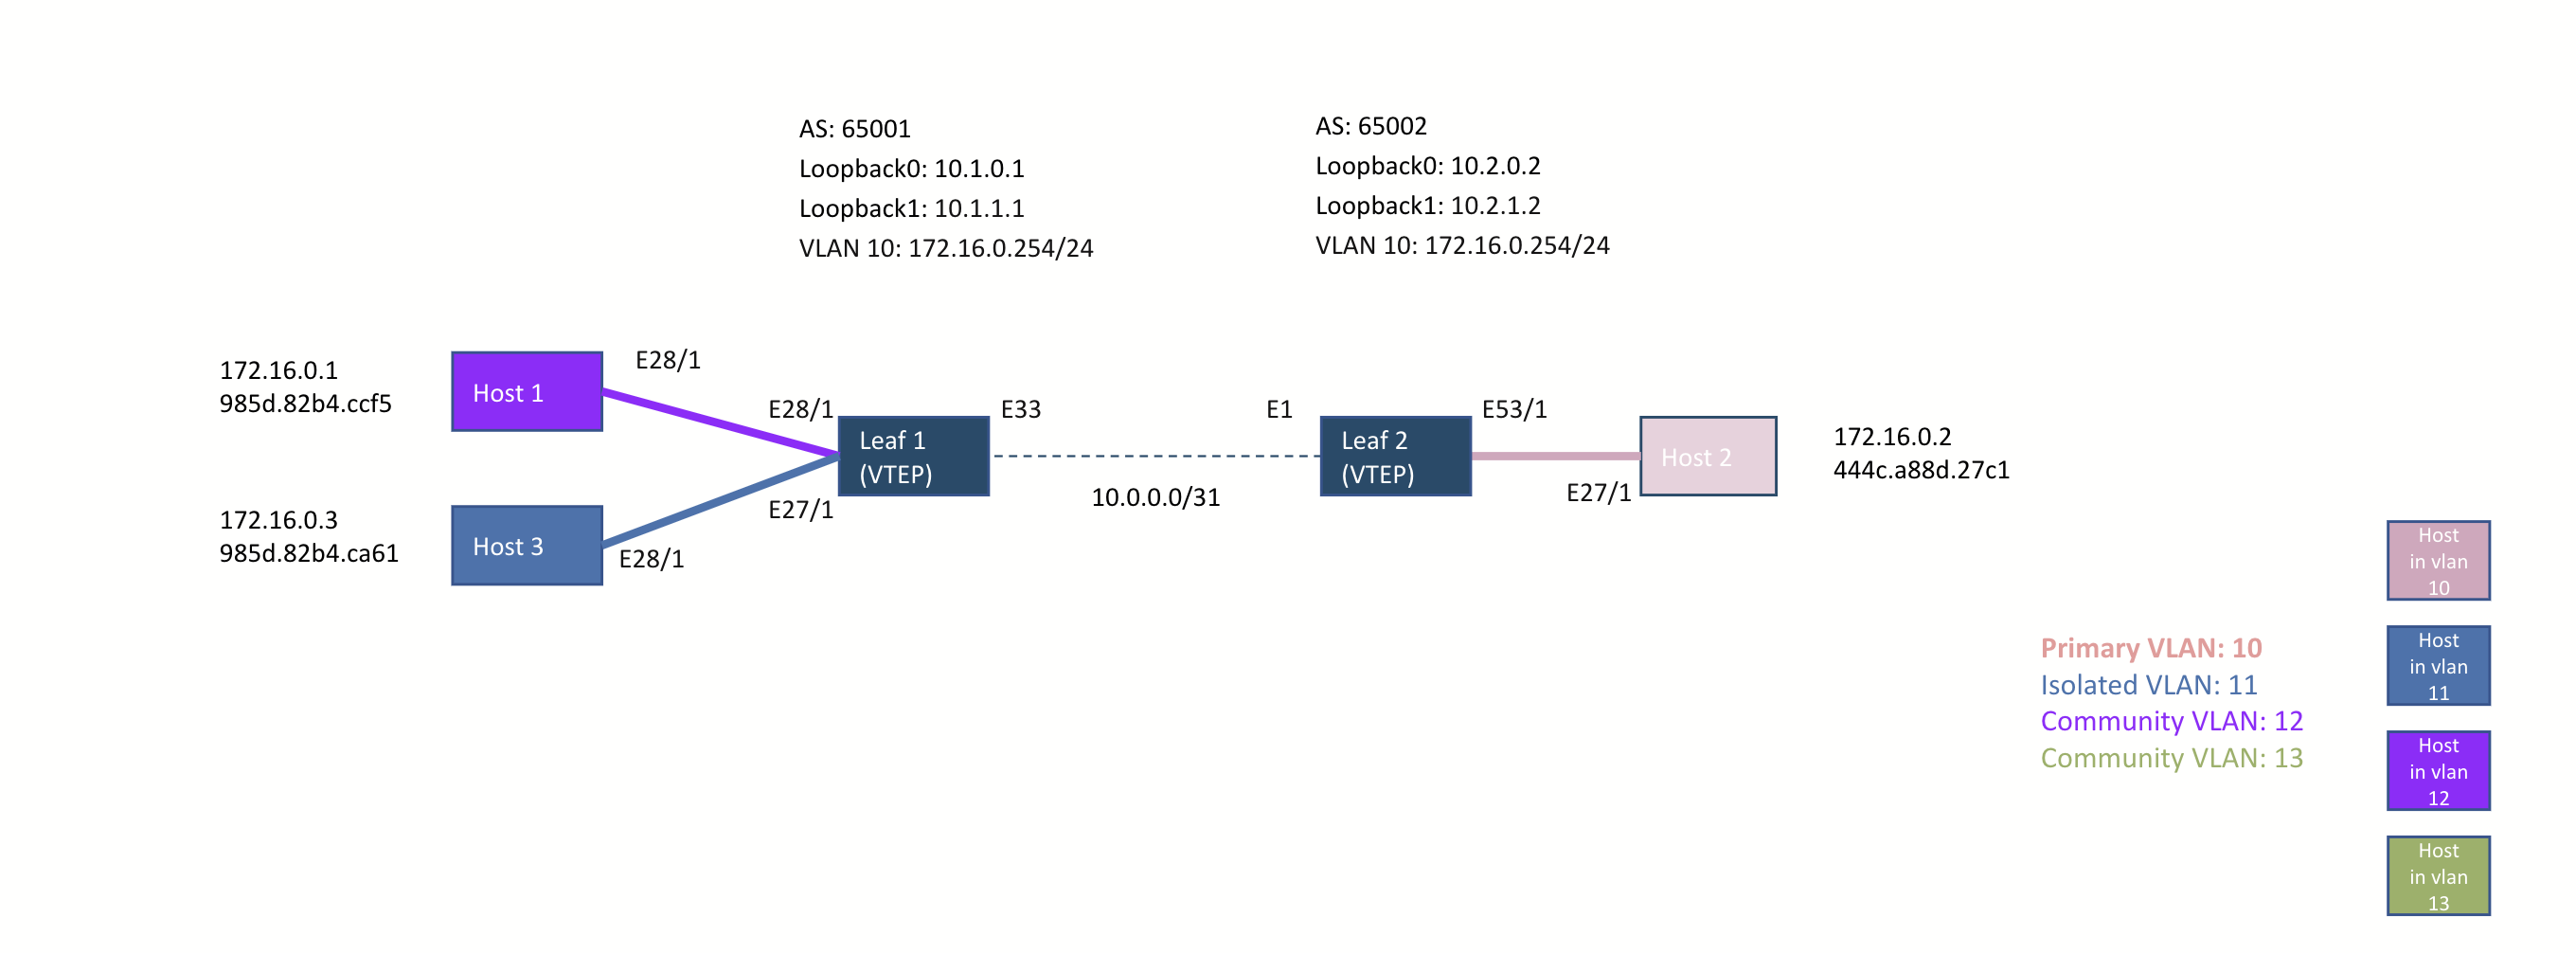 AS: 65001
Loopback0: 10.1.0.1
Loopback1: 10.1.1.1
VLAN 10: 172.16.0.254/24
AS: 65002
Loopback0: 10.2.0.2
Loopback1: 10.2.1.2
VLAN 10: 172.16.0.254/24
172.16.0.1
985d.82b4.ccf5
Host 1
E28/1
E28/1
Leaf 1
(VTEP)
E33
E1
Leaf 2
(VTEP)
E53/1
Host 2
E27/1
172.16.0.2
444c.a88d.27c1
10.0.0.0/31
E27/1
172.16.0.3
985d.82b4.ca61
Host 3
E28/1
Primary VLAN: 10
Isolated VLAN: 11
Community VLAN: 12
Community VLAN: 13
Host
in vlan
10
Host
in vlan
11
Host
in vlan
12
Host
in vlan
13